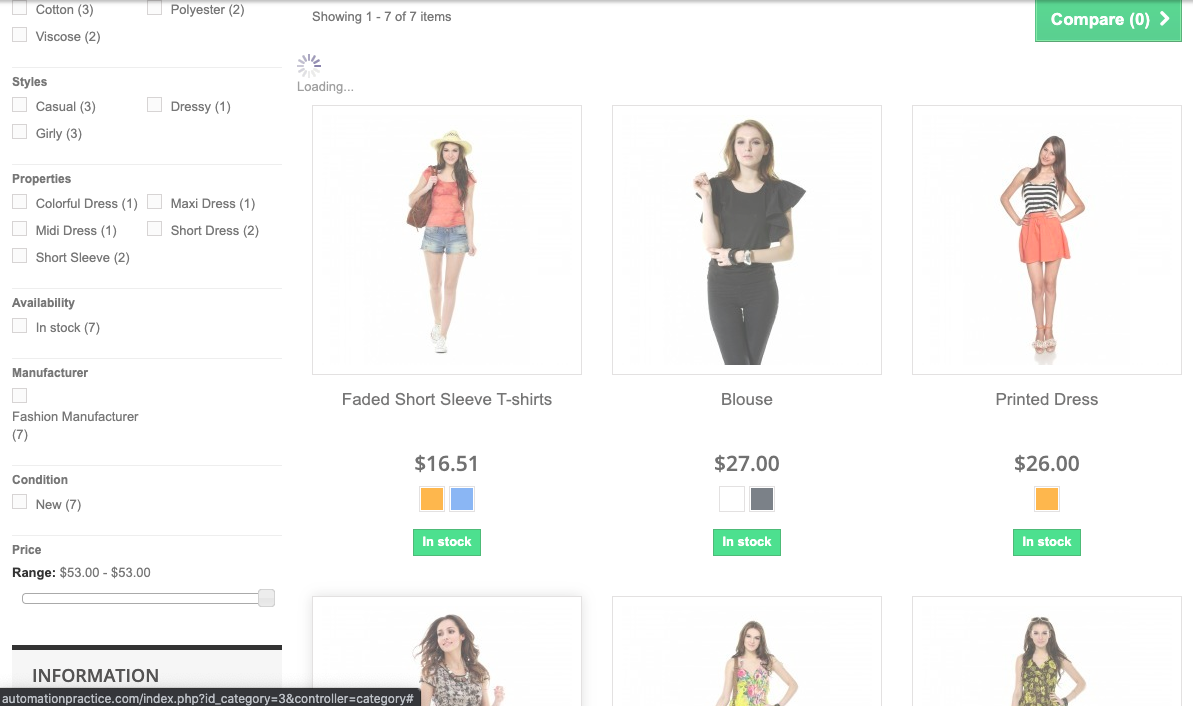 Cotton (3)
Polyester (2)
Viscose (2)
Styles
Casual (3)
Dressy (1)
Girly (3)
Properties
Colorful Dress (1)
Maxi Dress (1)
Midi Dress (1)
Short Dress (2)
Short Sleeve (2)
Availability
In stock (7)
Manufacturer
Fashion Manufacturer
(7)
Condition
New (7)
Price
Range: $53.00 - $53.00
INFORMATION
Showing 1 - 7 of 7 items
Compare (0)
Loading...
Faded Short Sleeve T-shirts
$16.51
In stock
Blouse
$27.00
In stock
Printed Dress
$26.00
In stock
automationpractice.com/index.php?id_category=3&controller=category#